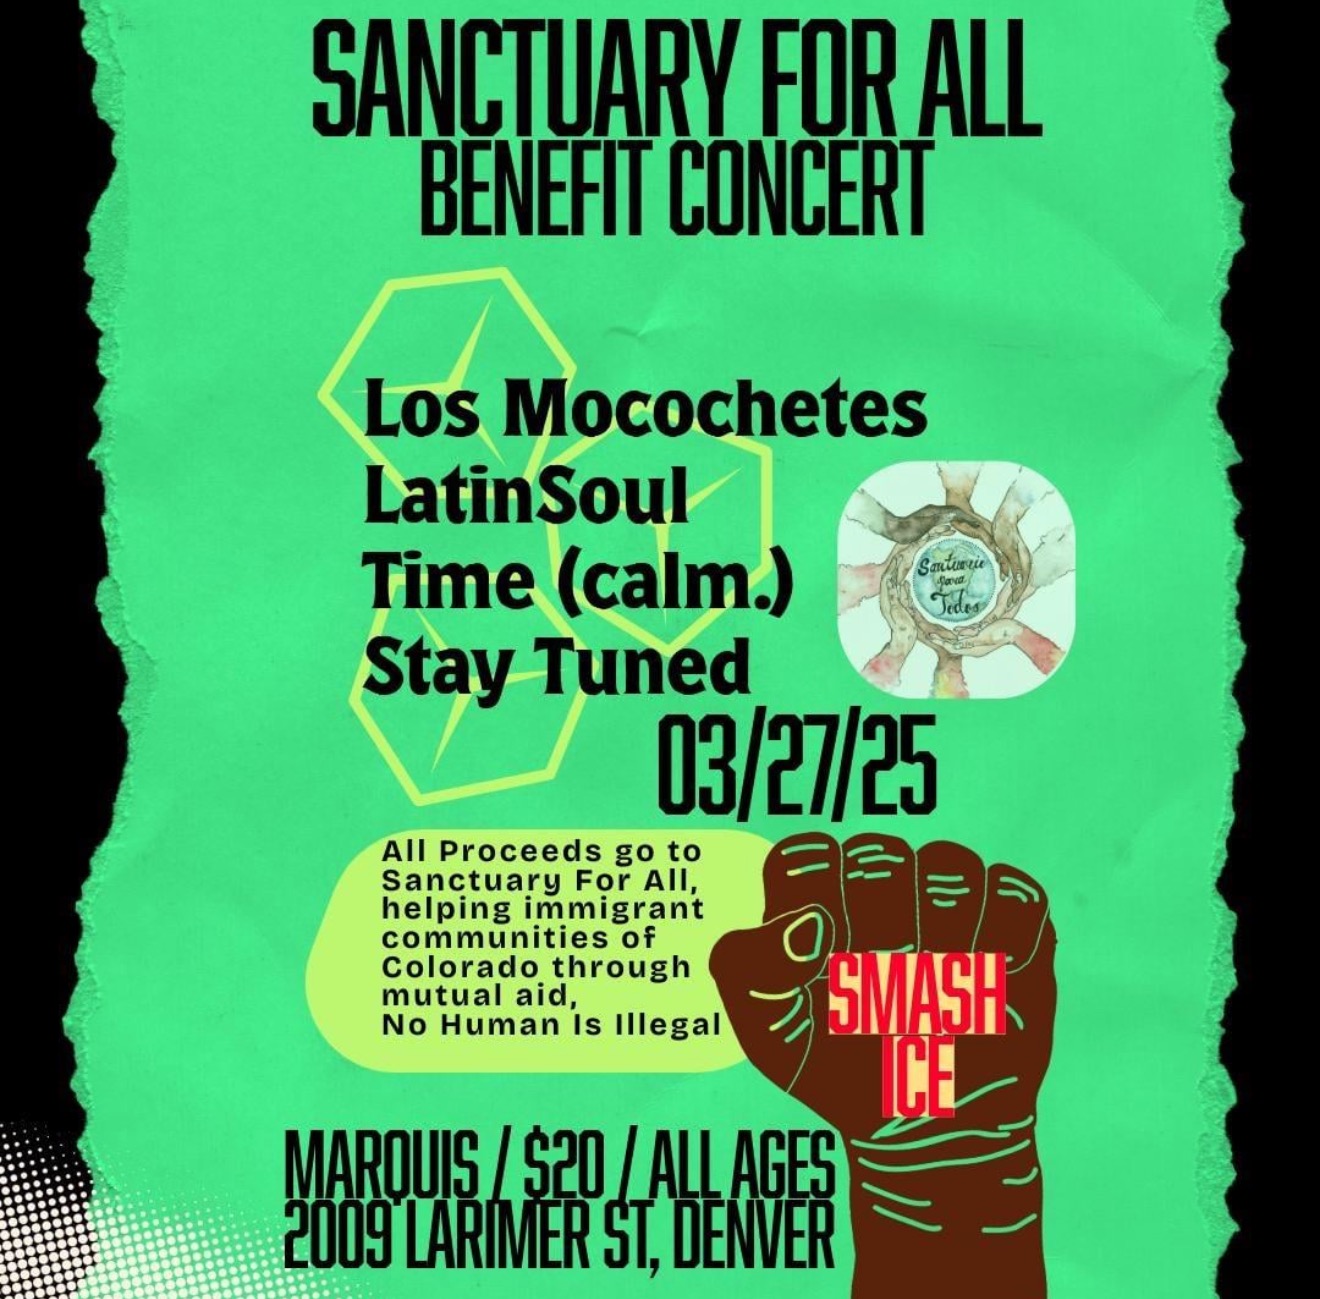 SANCTUARY FOR ALL
BENEFIT CONCERT
Los Mocochetes
LatinSoul
Time (calm.)
Stay Tuned
Santuario
para
Todos
03/27/25
All Proceeds go to
Sanctuary For All,
helping immigrant
communities of
Colorado through
mutual aid,
No Human Is Illegal
SMASH
ICE
MARQUIS / $20 / ALL AGES
2009 LARIMER ST, DENVER